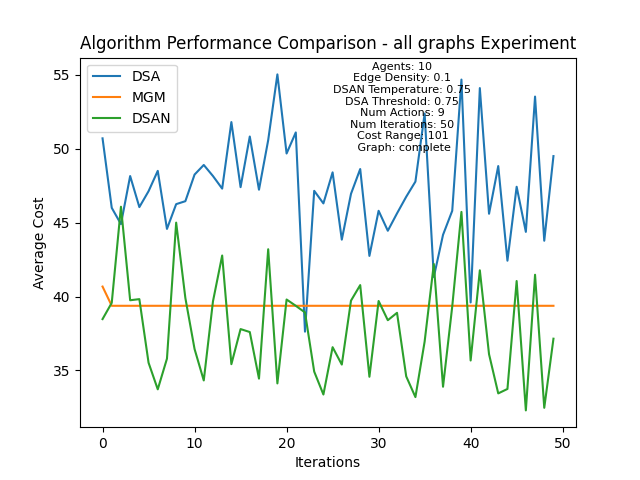 Algorithm Performance Comparison - all graphs Experiment
DSA
MGM
DSAN
Agents: 10
Edge Density: 0.1
DSAN Temperature: 0.75
DSA Threshold: 0.75
Num Actions: 9
Num Iterations: 50
Cost Range: 101
Graph: complete
Average Cost
55
50
45
40
35
0 10 20 30 40 50
Iterations